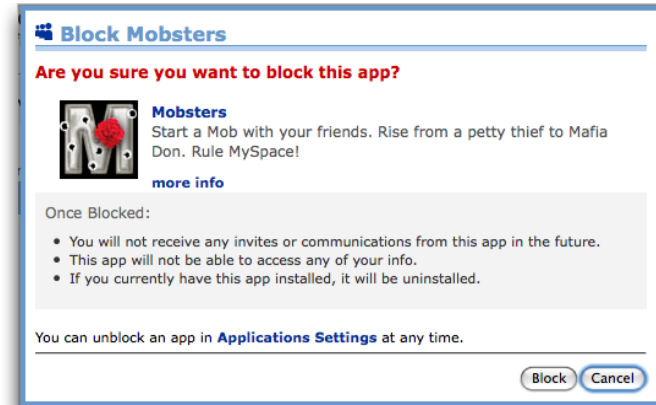 Block Mobsters
Are you sure you want to block this app?
M
Mobsters
Start a Mob with your friends. Rise from a petty thief to Mafia
Don. Rule MySpace!
more info
Once Blocked:
• You will not receive any invites or communications from this app in the future.
• This app will not be able to access any of your info.
• If you currently have this app installed, it will be uninstalled.
You can unblock an app in Applications Settings at any time.
Block Cancel